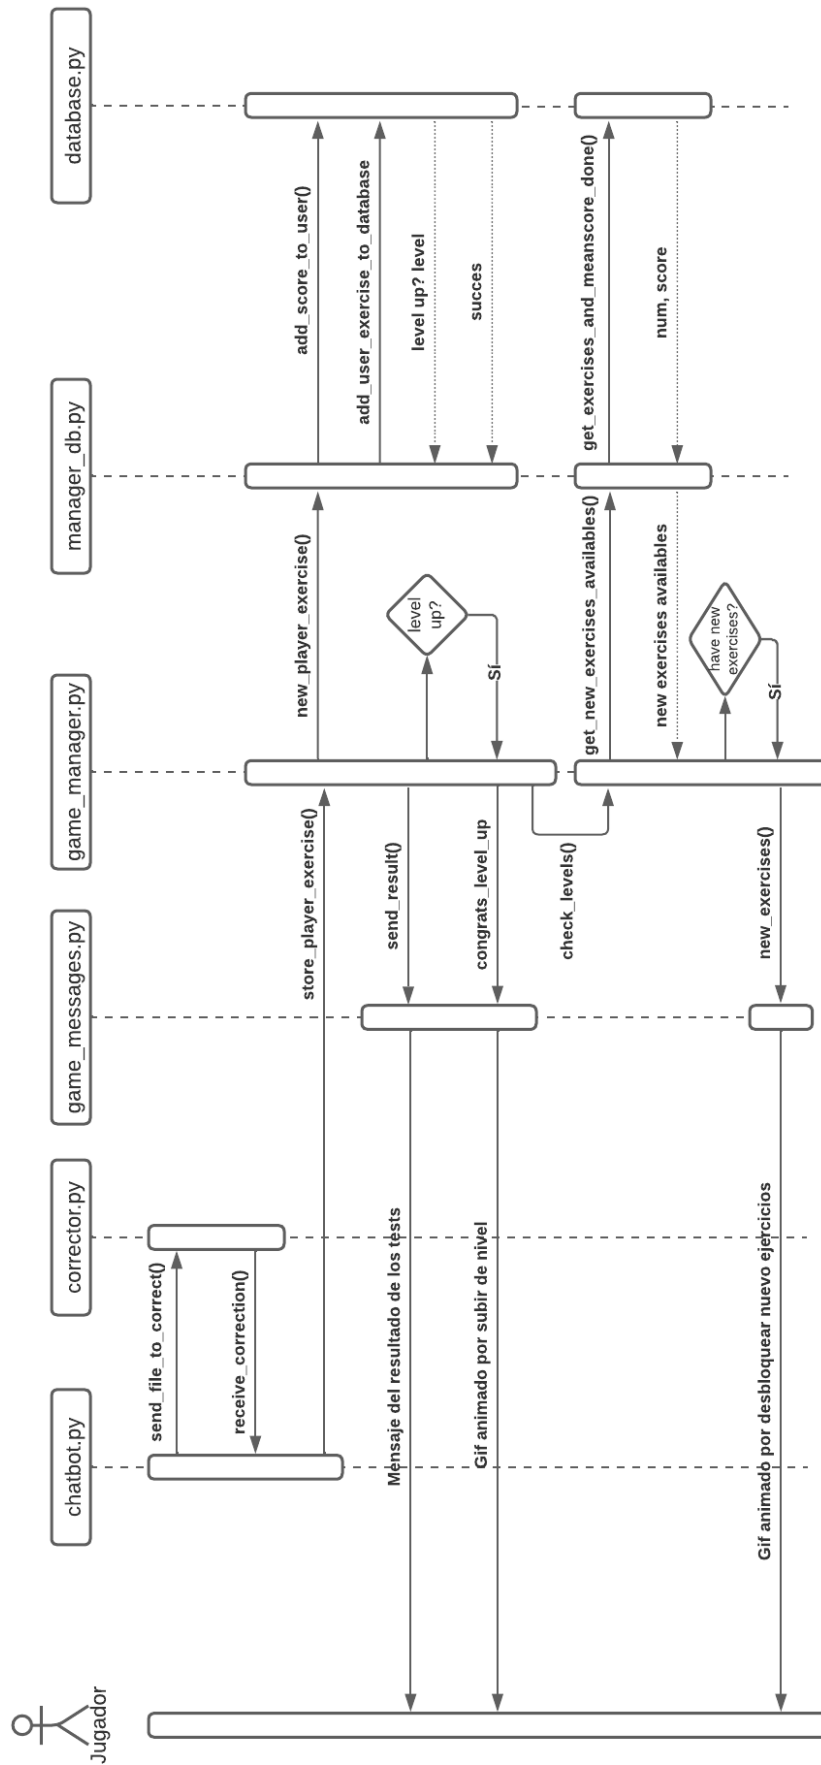 Jugador
chatbot.py
corrector.py
game_messages.py
game_manager.py
manager_db.py
database.py
send_file_to_correct()
receive_correction()
store_player_exercise()
new_player_exercise()
add_score_to_user()
add_user_exercise_to_database
send_result()
Mensaje del resultado de los tests
level
up?
level up? level
succes
Sí
congrats_level_up
Gif animado por subir de nivel
check_levels()
get_new_exercises_availables()
get_exercises_and_meanscore_done()
num, score
new exercises availables
have new
exercises?
Sí
new_exercises()
Gif animado por desbloquear nuevo ejercicios